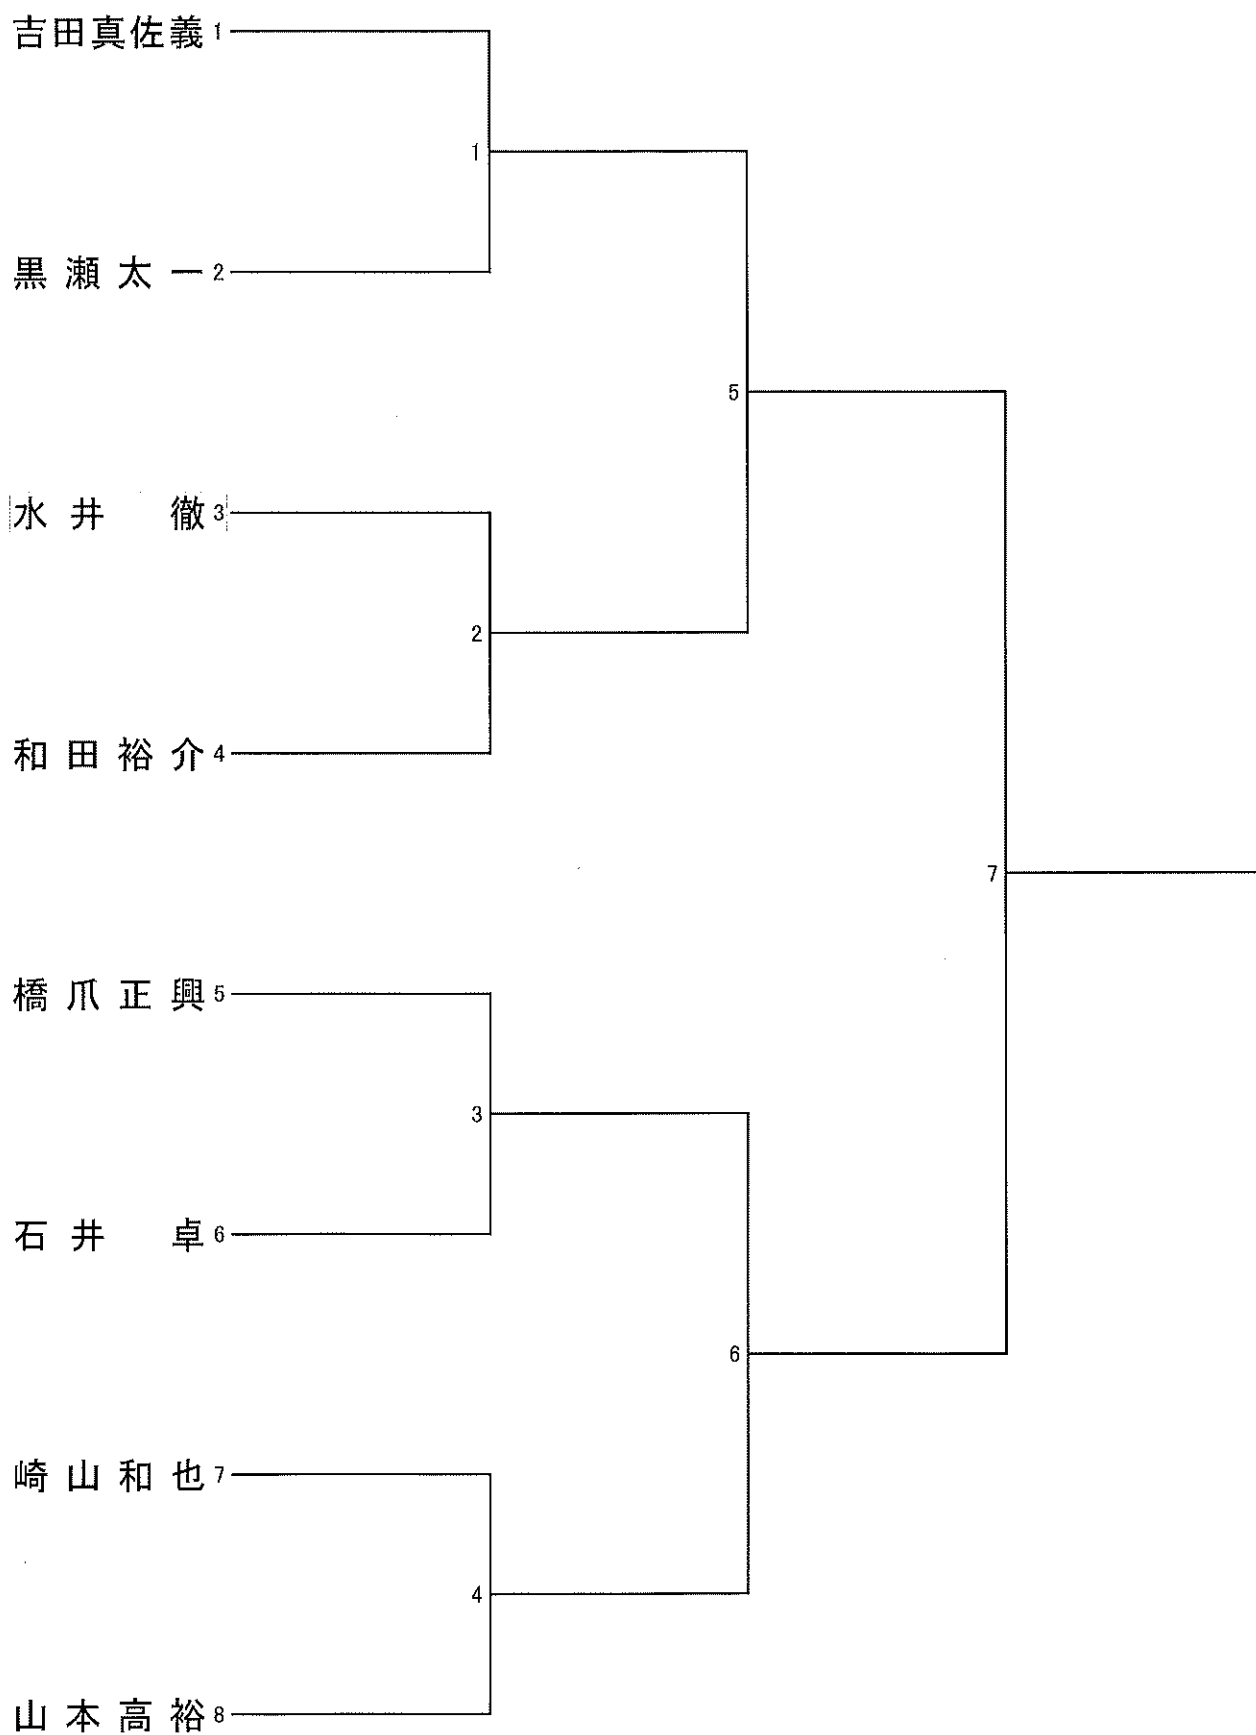 吉田真佐義 1
1
黒瀬太一 2
5
水井 徹 3
2
和田裕介 4
7
橋爪正興 5
3
石井 卓 6
6
崎山和也 7
4
山本高裕 8